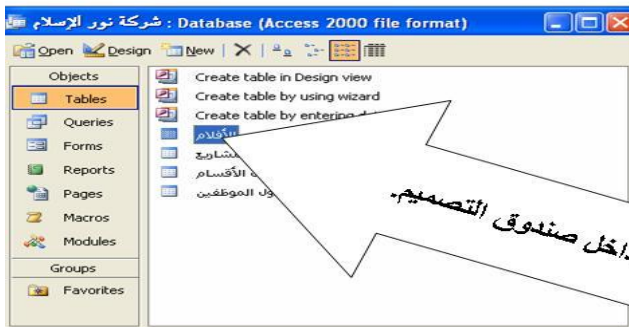 شركة نور الإسلام : Database (Access 2000 file format)
Open Design New
Objects
Tables
Queries
Forms
Reports
Pages
Macros
Modules
Groups
Favorites
Create table in Design view
Create table by using wizard
Create table by entering
الأفلام
الأقسام
الموظفين
صندوق التصميم.